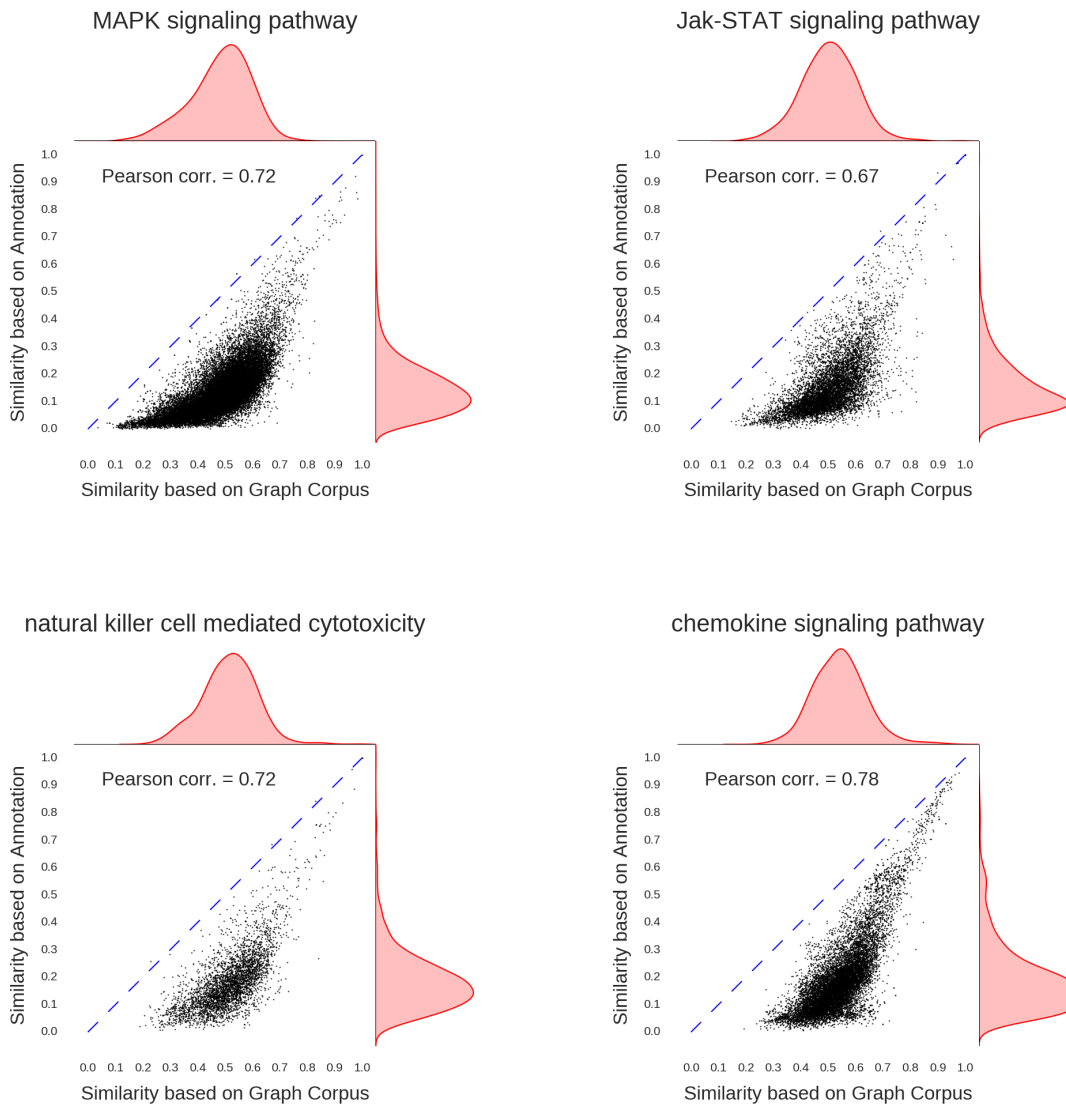 MAPK signaling pathway
Pearson corr. = 0.72
Similarity based on Annotation
1.0
0.9
0.8
0.7
0.6
0.5
0.4
0.3
0.2
0.1
0.0
0.0 0.1 0.2 0.3 0.4 0.5 0.6 0.7 0.8 0.9 1.0
Similarity based on Graph Corpus
Jak-STAT signaling pathway
Pearson corr. = 0.67
Similarity based on Annotation
1.0
0.9
0.8
0.7
0.6
0.5
0.4
0.3
0.2
0.1
0.0
0.0 0.1 0.2 0.3 0.4 0.5 0.6 0.7 0.8 0.9 1.0
Similarity based on Graph Corpus
natural killer cell mediated cytotoxicity
Pearson corr. = 0.72
Similarity based on Annotation
1.0
0.9
0.8
0.7
0.6
0.5
0.4
0.3
0.2
0.1
0.0
0.0 0.1 0.2 0.3 0.4 0.5 0.6 0.7 0.8 0.9 1.0
Similarity based on Graph Corpus
chemokine signaling pathway
Pearson corr. = 0.78
Similarity based on Annotation
1.0
0.9
0.8
0.7
0.6
0.5
0.4
0.3
0.2
0.1
0.0
0.0 0.1 0.2 0.3 0.4 0.5 0.6 0.7 0.8 0.9 1.0
Similarity based on Graph Corpus